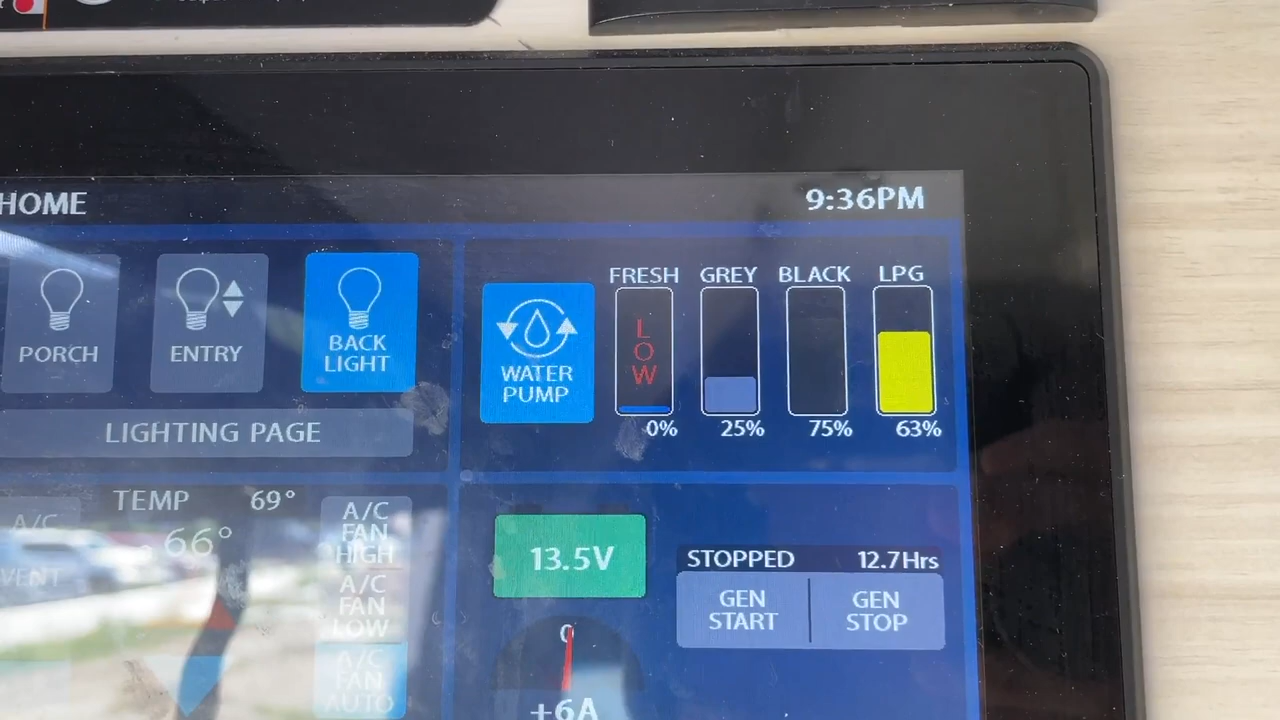 HOME
9:36PM
PORCH
ENTRY
BACK
LIGHT
LIGHTING PAGE
WATER
PUMP
FRESH GREY BLACK LPG
LOW
0% 25% 75% 63%
TEMP 69°
66°
A/C
VENT
A/C
FAN
HIGH
A/C
FAN
LOW
A/C
FAN
AUTO
13.5V
0
+6A
STOPPED 12.7Hrs
GEN
START
GEN
STOP